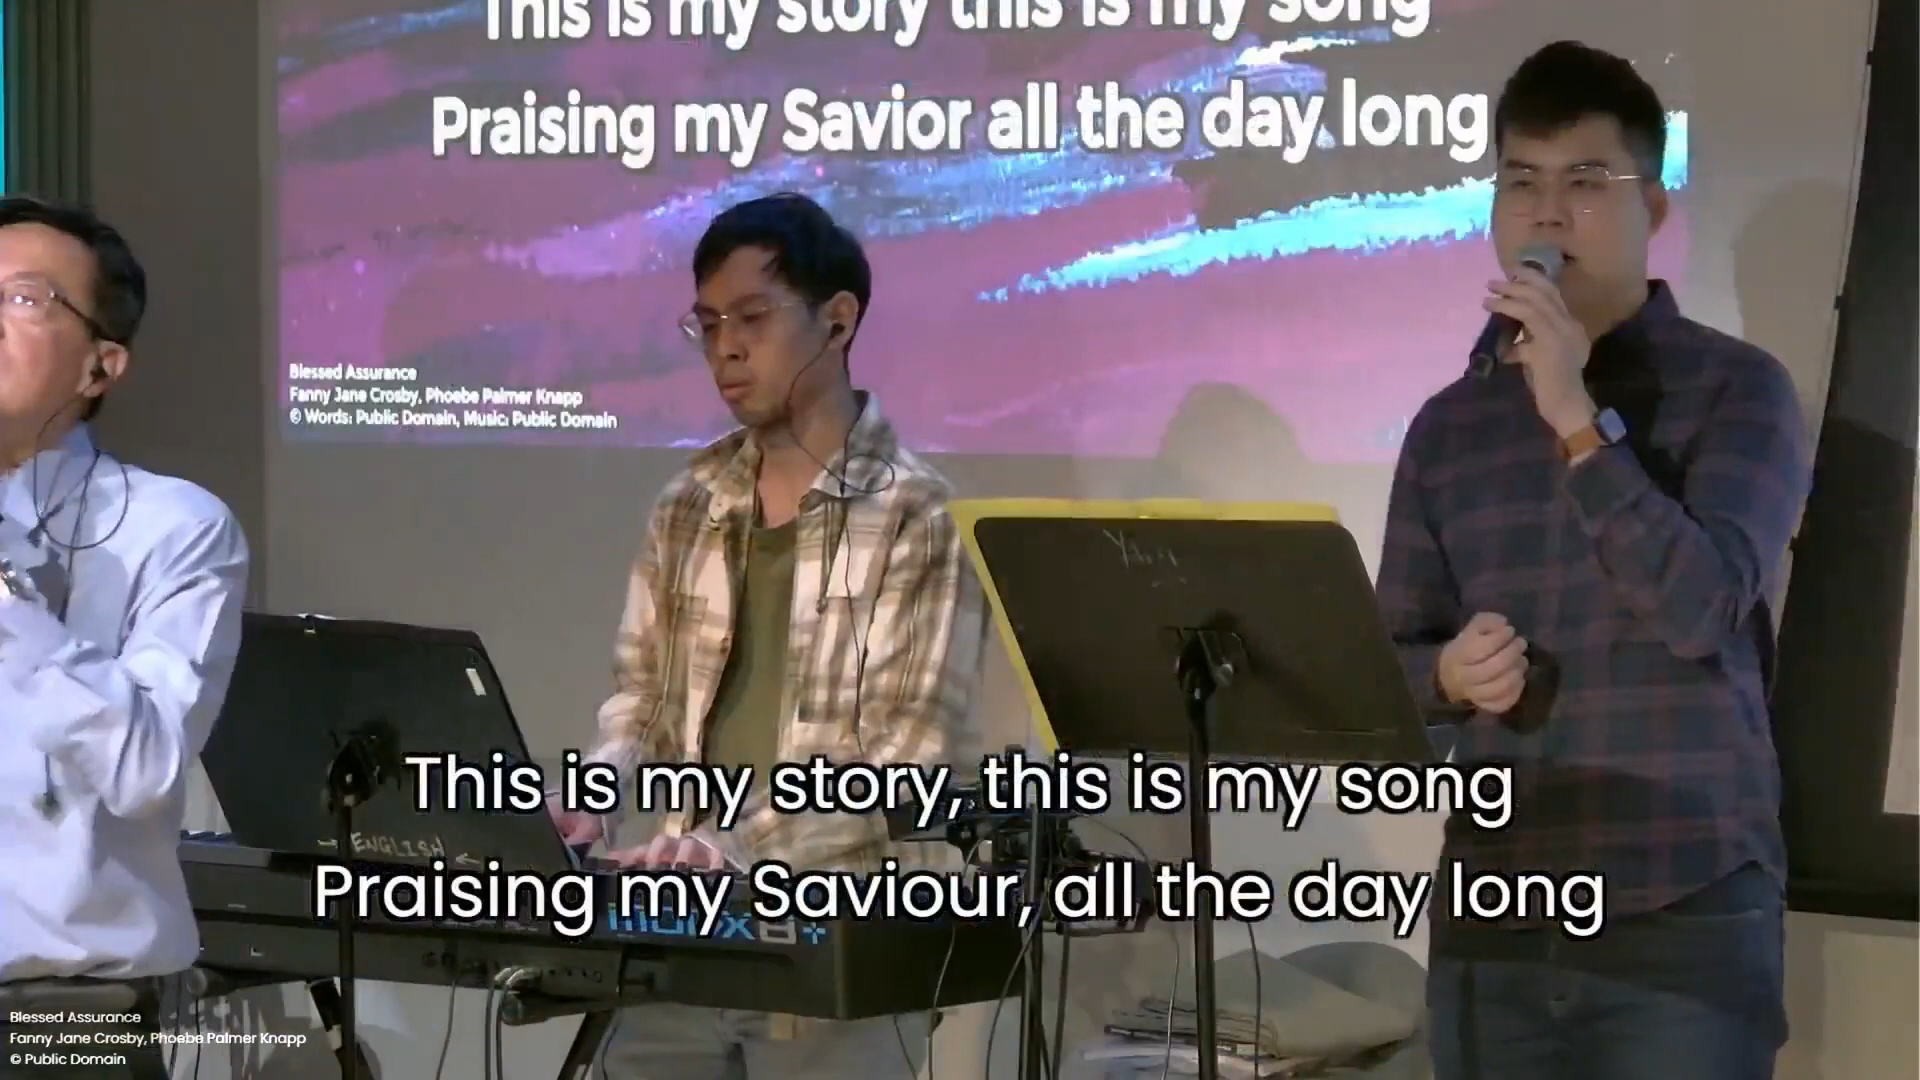 This is my story this is my song
Praising my Savior all the day long
Blessed Assurance
Fanny Jane Crosby, Phoebe Palmer Knapp
© Words: Public Domain, Music: Public Domain
ENGLISH
This is my story, this is my song
Praising my Saviour, all the day long
Blessed Assurance
Fanny Jane Crosby, Phoebe Palmer Knapp
© Public Domain